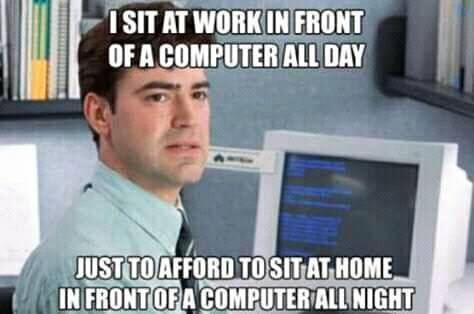 I SIT AT WORK IN FRONT
OF A COMPUTER ALL DAY
JUST TO AFFORD TO SIT AT HOME
IN FRONT OF A COMPUTER ALL NIGHT